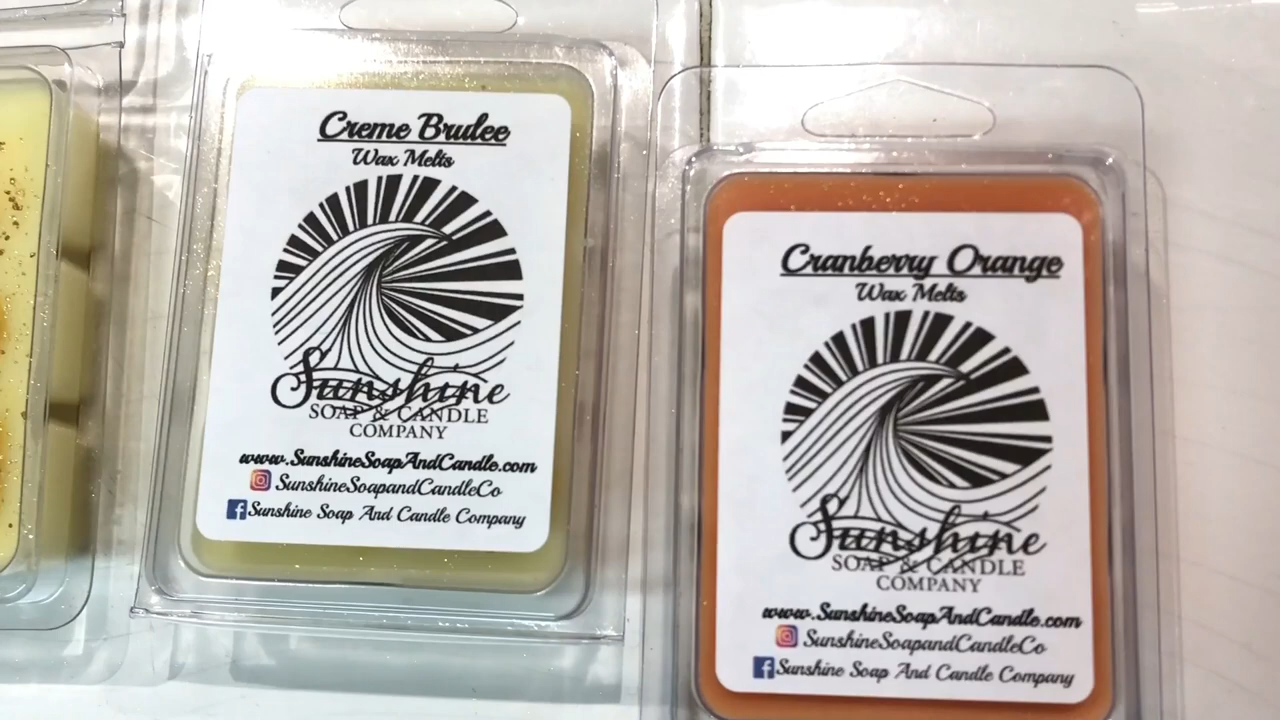 Creme Brulee
Wax Melts
Sunshine
SOAP & CANDLE
COMPANY
www.SunshineSoapAndCandle.com
SunshineSoapandCandleCo
Sunshine Soap And Candle Company
Cranberry Orange
Wax Melts
Sunshine
SOAP & CANDLE
COMPANY
www.SunshineSoapAndCandle.com
SunshineSoapandCandleCo
Sunshine Soap And Candle Company